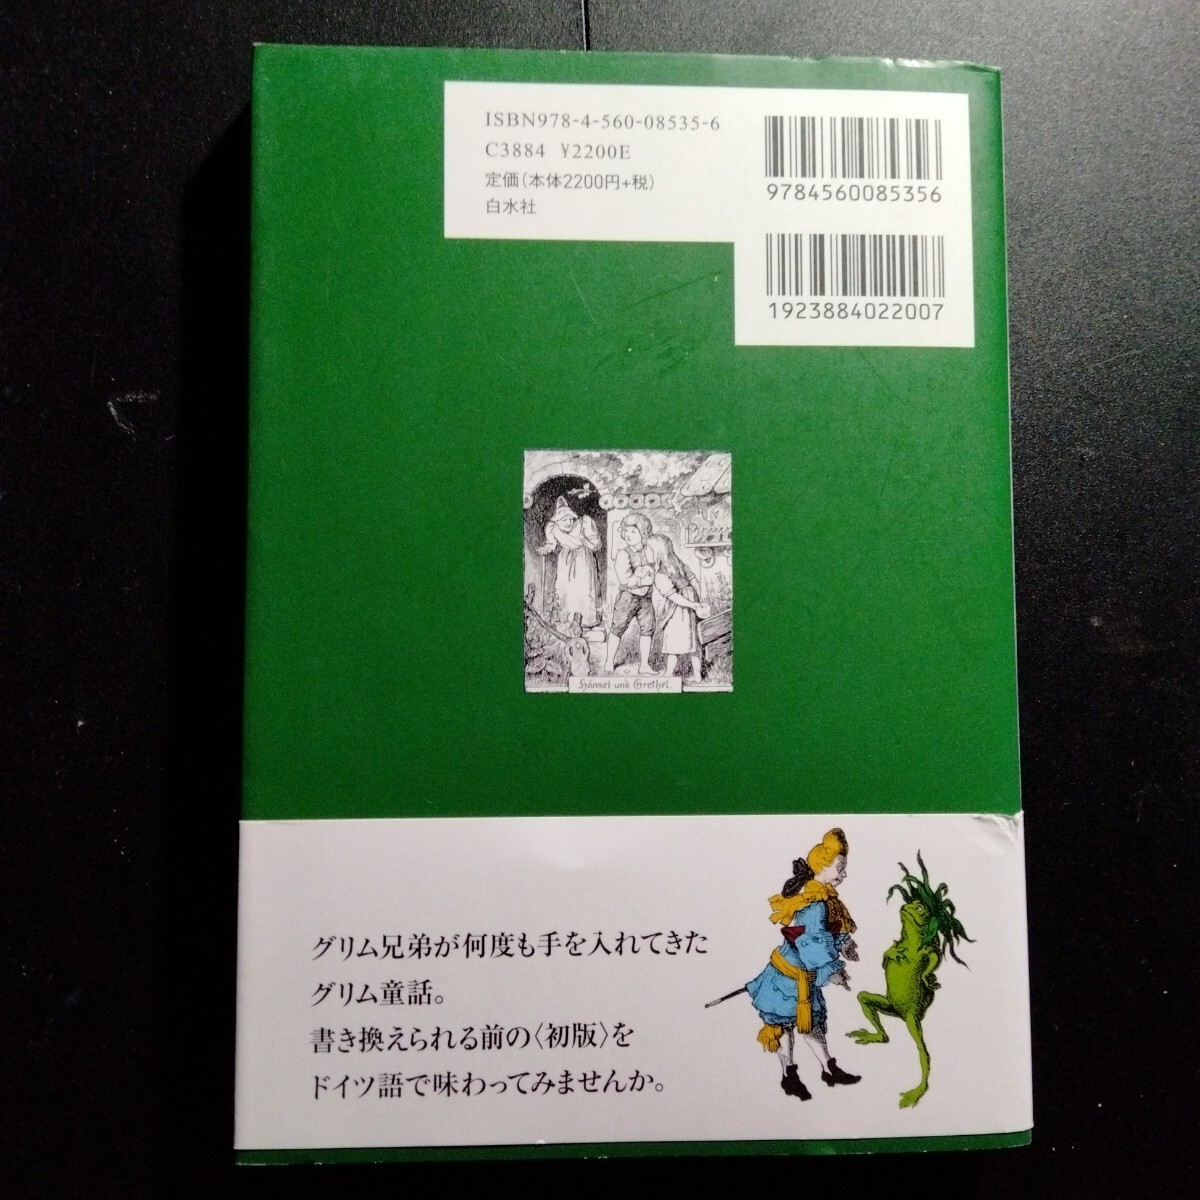 ISBN978-4-560-08535-6
C3884 ¥2200E
定価(本体2200円+税)
白水社
9784560085356
1923884022007
Hänsel und Grethel.
グリム兄弟が何度も手を入れてきた
グリム童話。
書き換えられる前の〈初版〉を
ドイツ語で味わってみませんか。